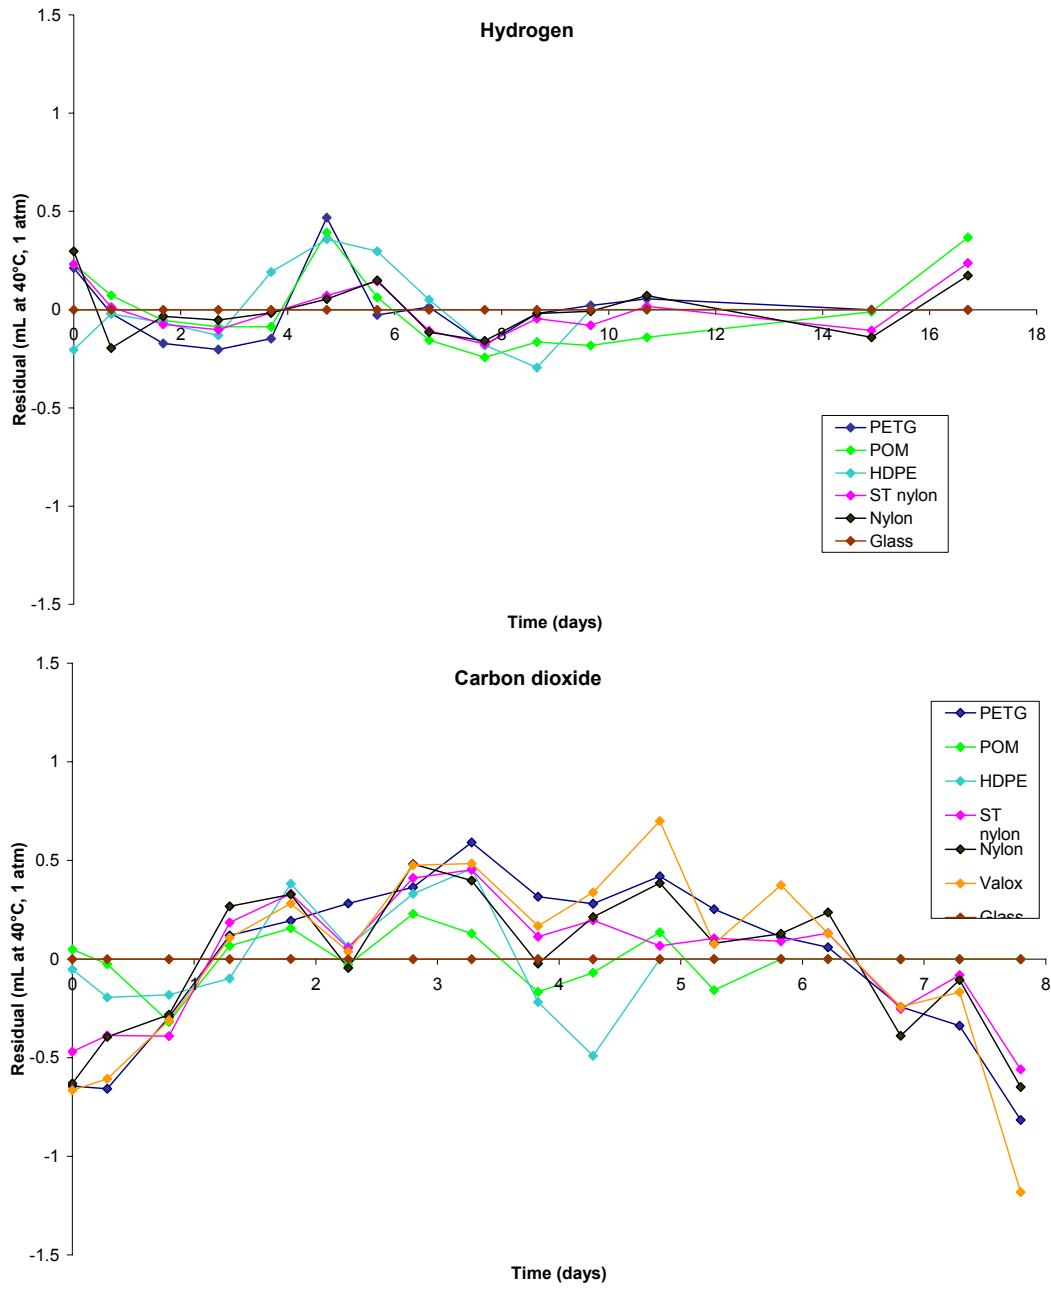 Hydrogen
1.5
1
0.5
0
-0.5
-1
-1.5
0 2 4 6 8 10 12 14 16 18
Residual (mL at 40°C, 1 atm)
Time (days)
PETG
POM
HDPE
ST nylon
Nylon
Glass
Carbon dioxide
1.5
1
0.5
0
-0.5
-1
-1.5
0 1 2 3 4 5 6 7 8
Residual (mL at 40°C, 1 atm)
Time (days)
PETG
POM
HDPE
ST
nylon
Nylon
Valox
Glass